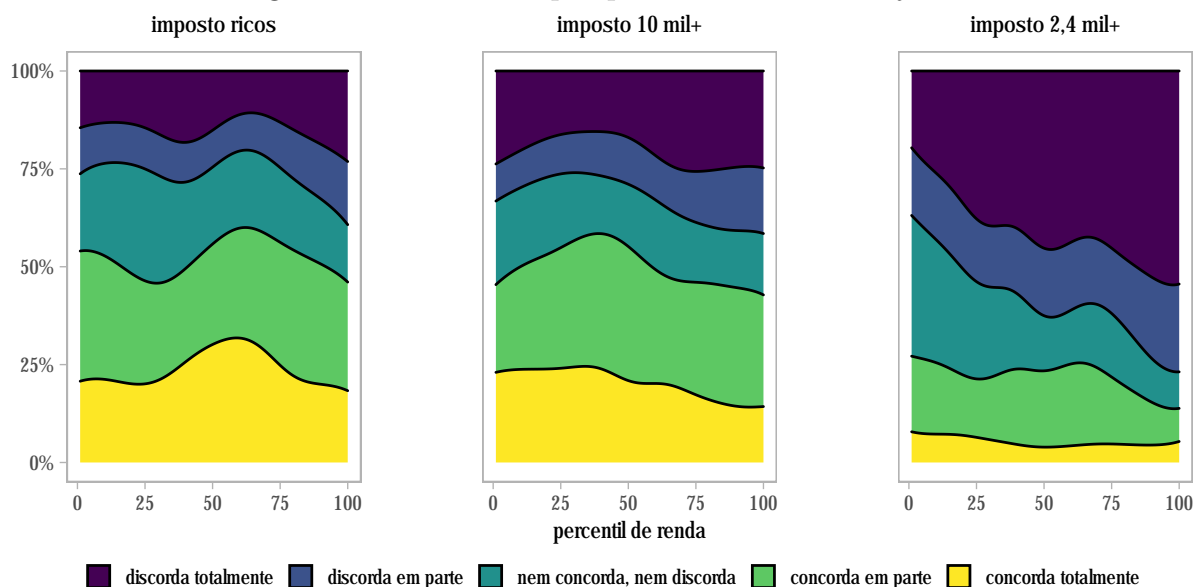 imposto ricos
imposto 10 mil+
imposto 2,4 mil+
100%
75%
50%
25%
0%
0 25 50 75 100
0 25 50 75 100
0 25 50 75 100
percentil de renda
discorda totalmente
discorda em parte
nem concorda, nem discorda
concorda em parte
concorda totalmente